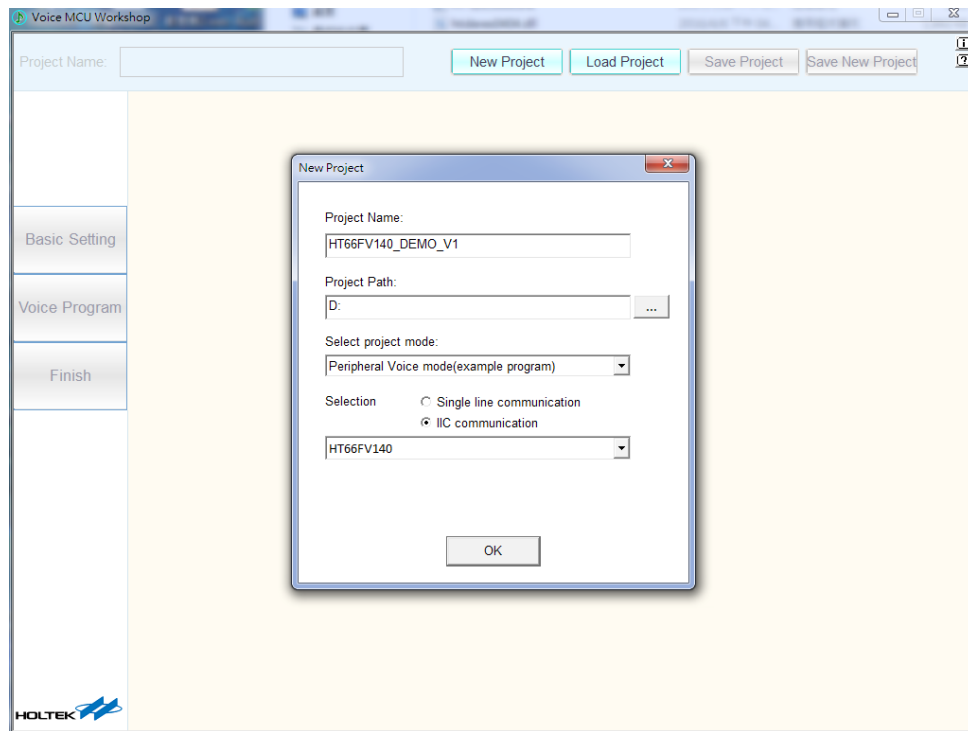 Voice MCU Workshop
Project Name:
New Project
Load Project
Save Project
Save New Project
Basic Setting
Voice Program
Finish
New Project
Project Name:
HT66FV140_DEMO_V1
Project Path:
D:
...
Select project mode:
Peripheral Voice mode(example program)
Selection
Single line communication
IIC communication
HT66FV140
OK
HOLTEK